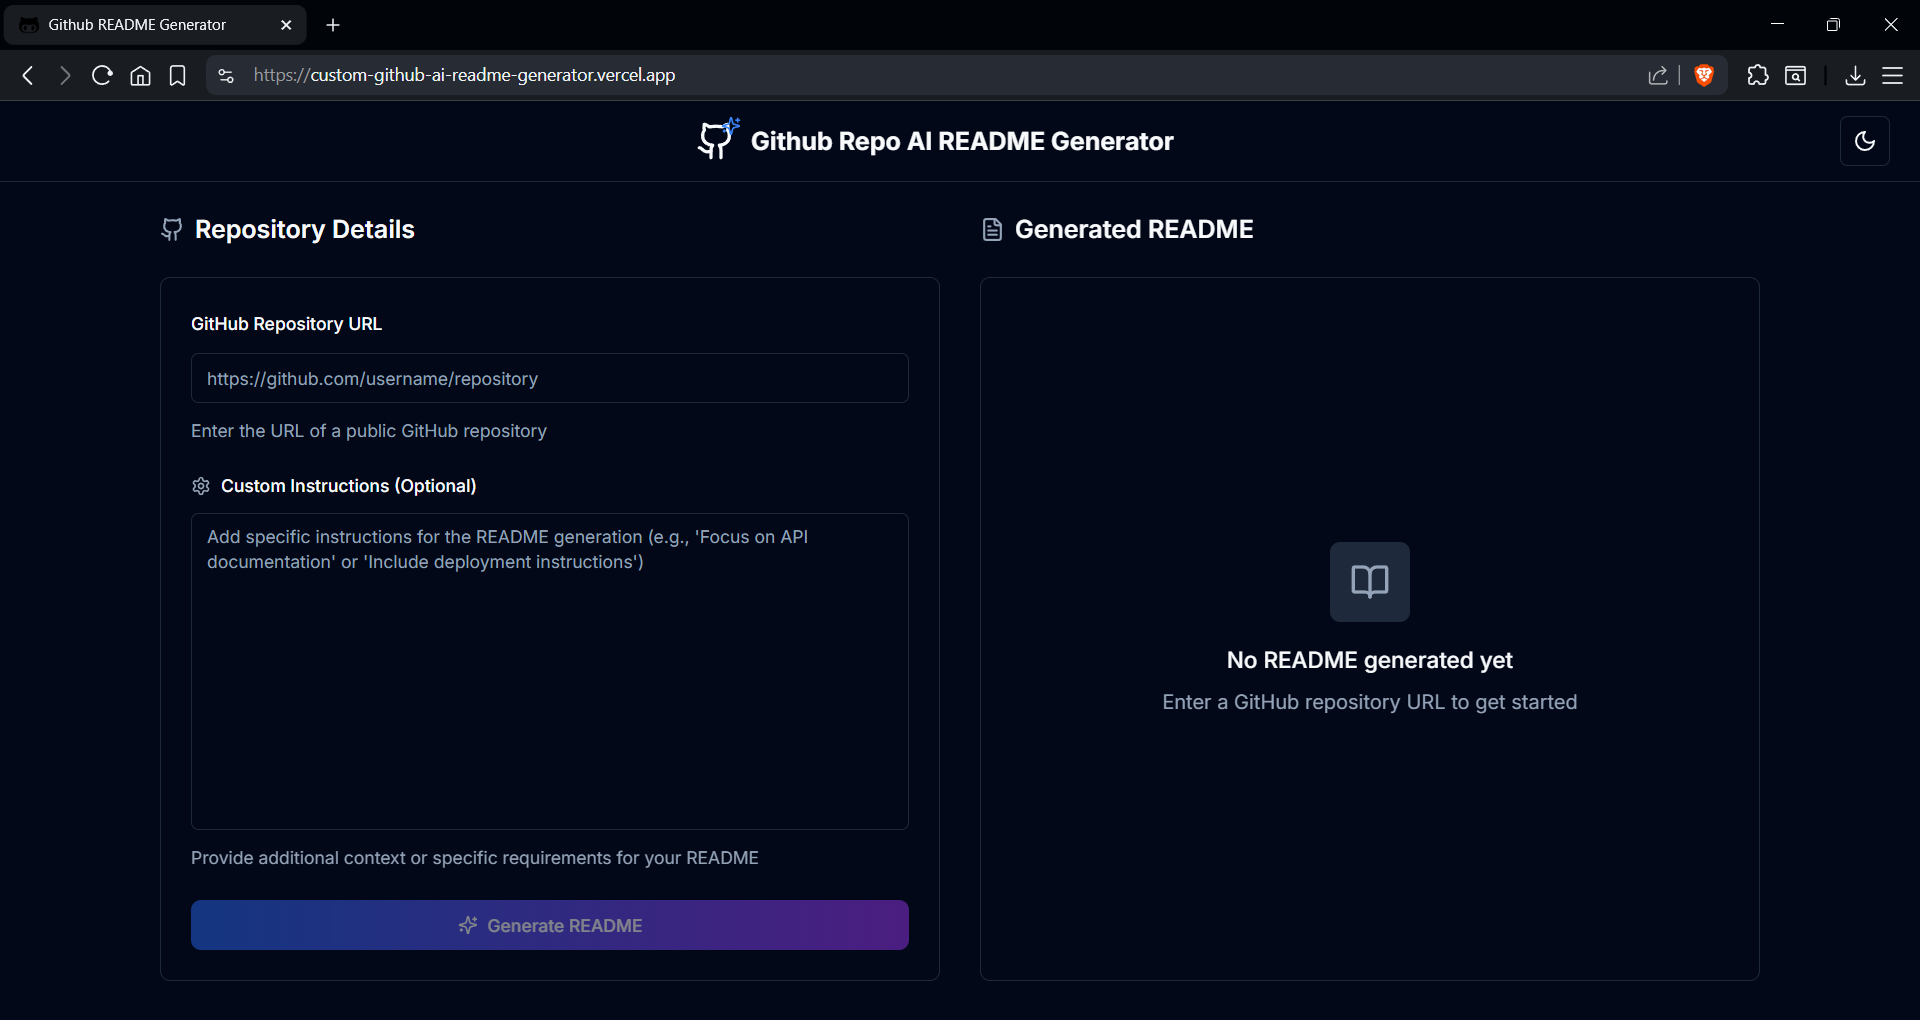 Github README Generator
https://custom-github-ai-readme-generator.vercel.app
Github Repo AI README Generator
Repository Details
GitHub Repository URL
https://github.com/username/repository
Enter the URL of a public GitHub repository
Custom Instructions (Optional)
Add specific instructions for the README generation (e.g., 'Focus on API
documentation' or 'Include deployment instructions')
Provide additional context or specific requirements for your README
Generate README
Generated README
No README generated yet
Enter a GitHub repository URL to get started